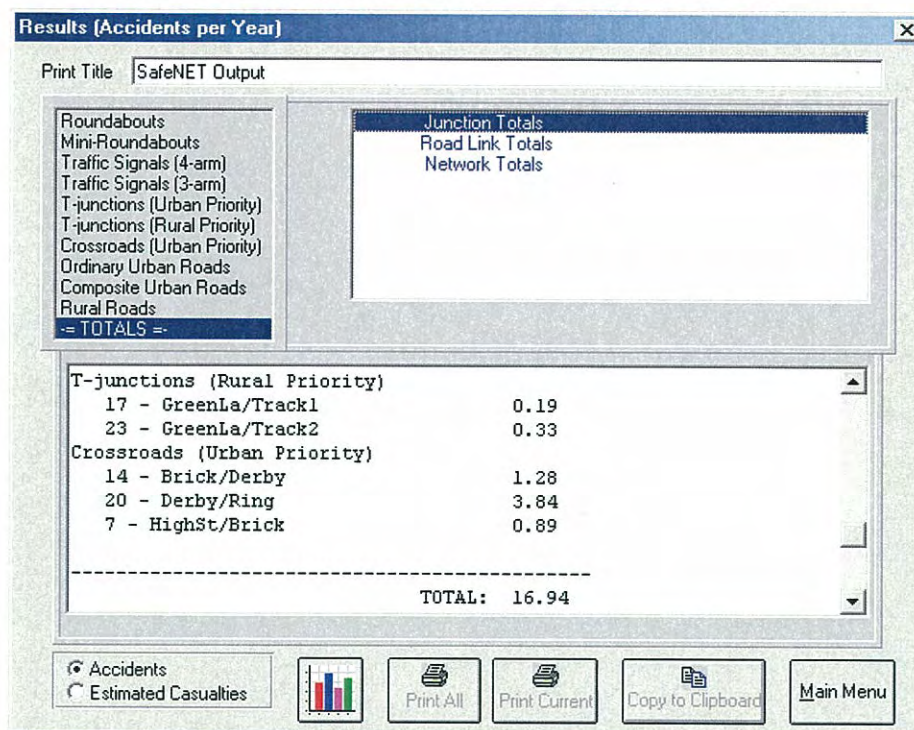 Results (Accidents per Year)
Print Title SafeNET Output
Roundabouts
Mini-Roundabouts
Traffic Signals (4-arm)
Traffic Signals (3-arm)
T-junctions (Urban Priority)
T-junctions (Rural Priority)
Crossroads (Urban Priority)
Ordinary Urban Roads
Composite Urban Roads
Rural Roads
-= TOTALS =-
Junction Totals
Road Link Totals
Network Totals
T-junctions (Rural Priority)
17 - GreenLa/Track1 0.19
23 - GreenLa/Track2 0.33
Crossroads (Urban Priority)
14 - Brick/Derby 1.28
20 - Derby/Ring 3.84
7 - HighSt/Brick 0.89
--------------------------------------------------
TOTAL: 16.94
Accidents
Estimated Casualties
Print All
Print Current
Copy to Clipboard
Main Menu